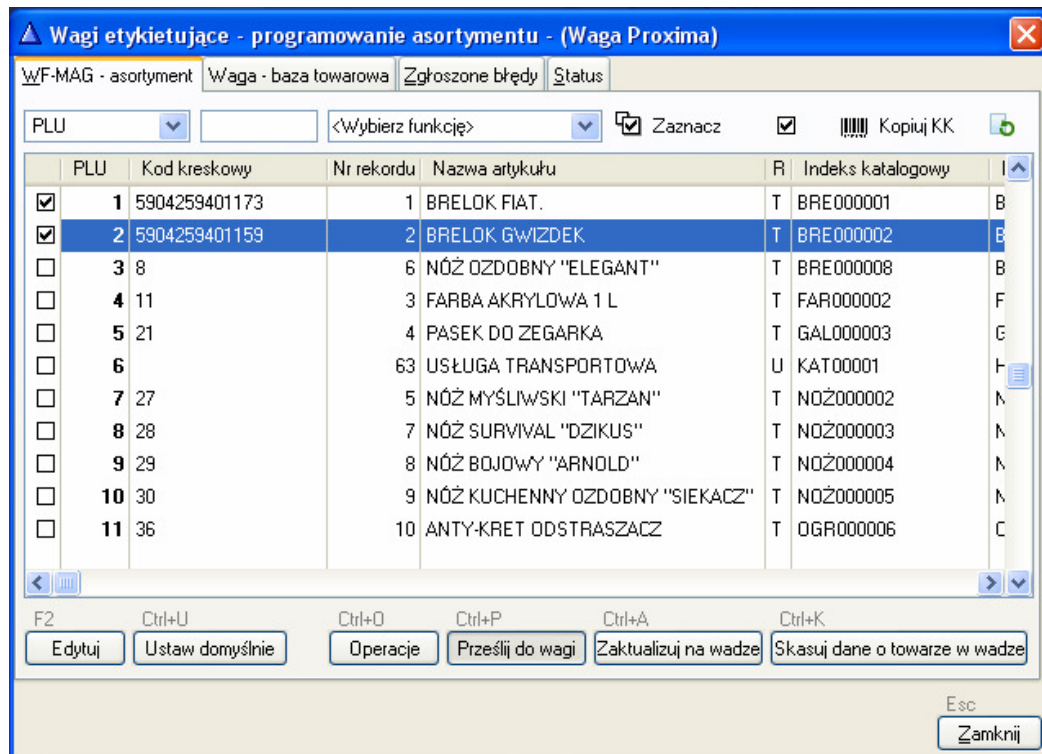 Wagi etykietujące - programowanie asortymentu - (Waga Proxima)
WF-MAG - asortyment Waga - baza towarowa Zgłoszone błędy Status
PLU <Wybierz funkcję> Zaznacz Kopiuj KK
PLU Kod kreskowy Nr rekordu Nazwa artykułu R Indeks katalogowy
1 5904259401173 1 BRELOK FIAT. T BRE000001 B
2 5904259401159 2 BRELOK GWIZDEK T BRE000002 B
3 8 6 NÓŻ OZDOBNY "ELEGANT" T BRE000008 B
4 11 3 FARBA AKRYLOWA 1 L T FAR000002 F
5 21 4 PASEK DO ZEGARKA T GAL000003 G
6 63 USŁUGA TRANSPORTOWA U KAT00001 H
7 27 5 NÓŻ MYŚLIWSKI "TARZAN" T NOŻ000002 N
8 28 7 NÓŻ SURVIVAL "DZIKUS" T NOŻ000003 N
9 29 8 NÓŻ BOJOWY "ARNOLD" T NOŻ000004 N
10 30 9 NÓŻ KUCHENNY OZDOBNY "SIEKACZ" T NOŻ000005 N
11 36 10 ANTY-KRET ODSTRASZACZ T OGR000006 O
F2 Ctrl+U Ctrl+O Ctrl+P Ctrl+A Ctrl+K
Edytuj Ustaw domyślnie Operacje Prześlij do wagi Zaktualizuj na wadze Skasuj dane o towarze w wadze
Esc
Zamknij